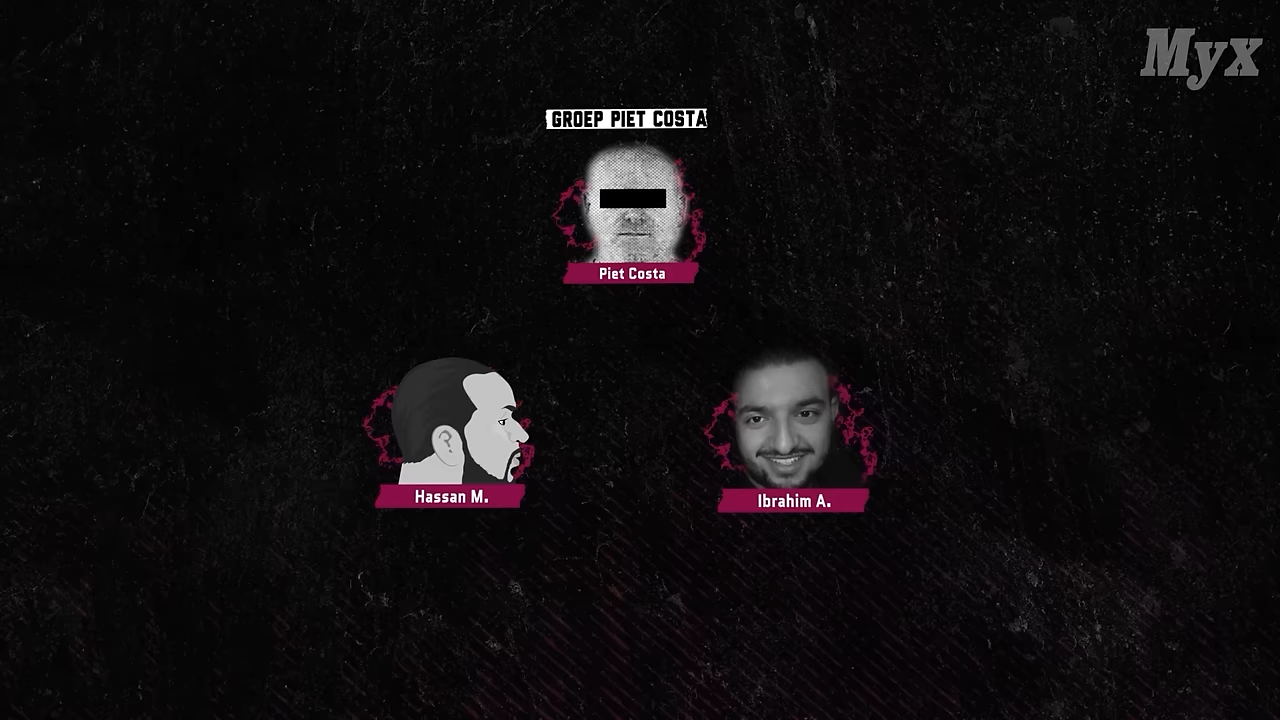 Myx
GROEP PIET COSTA
Piet Costa
Hassan M.
Ibrahim A.